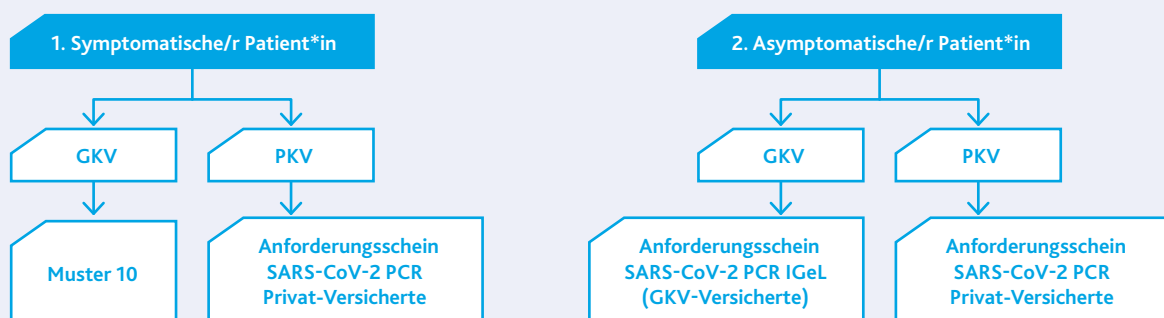 1. Symptomatische/r Patient*in
2. Asymptomatische/r Patient*in
GKV
PKV
GKV
PKV
Muster 10
Anforderungsschein
SARS-CoV-2 PCR
Privat-Versicherte
Anforderungsschein
SARS-CoV-2 PCR IGeL
(GKV-Versicherte)
Anforderungsschein
SARS-CoV-2 PCR
Privat-Versicherte